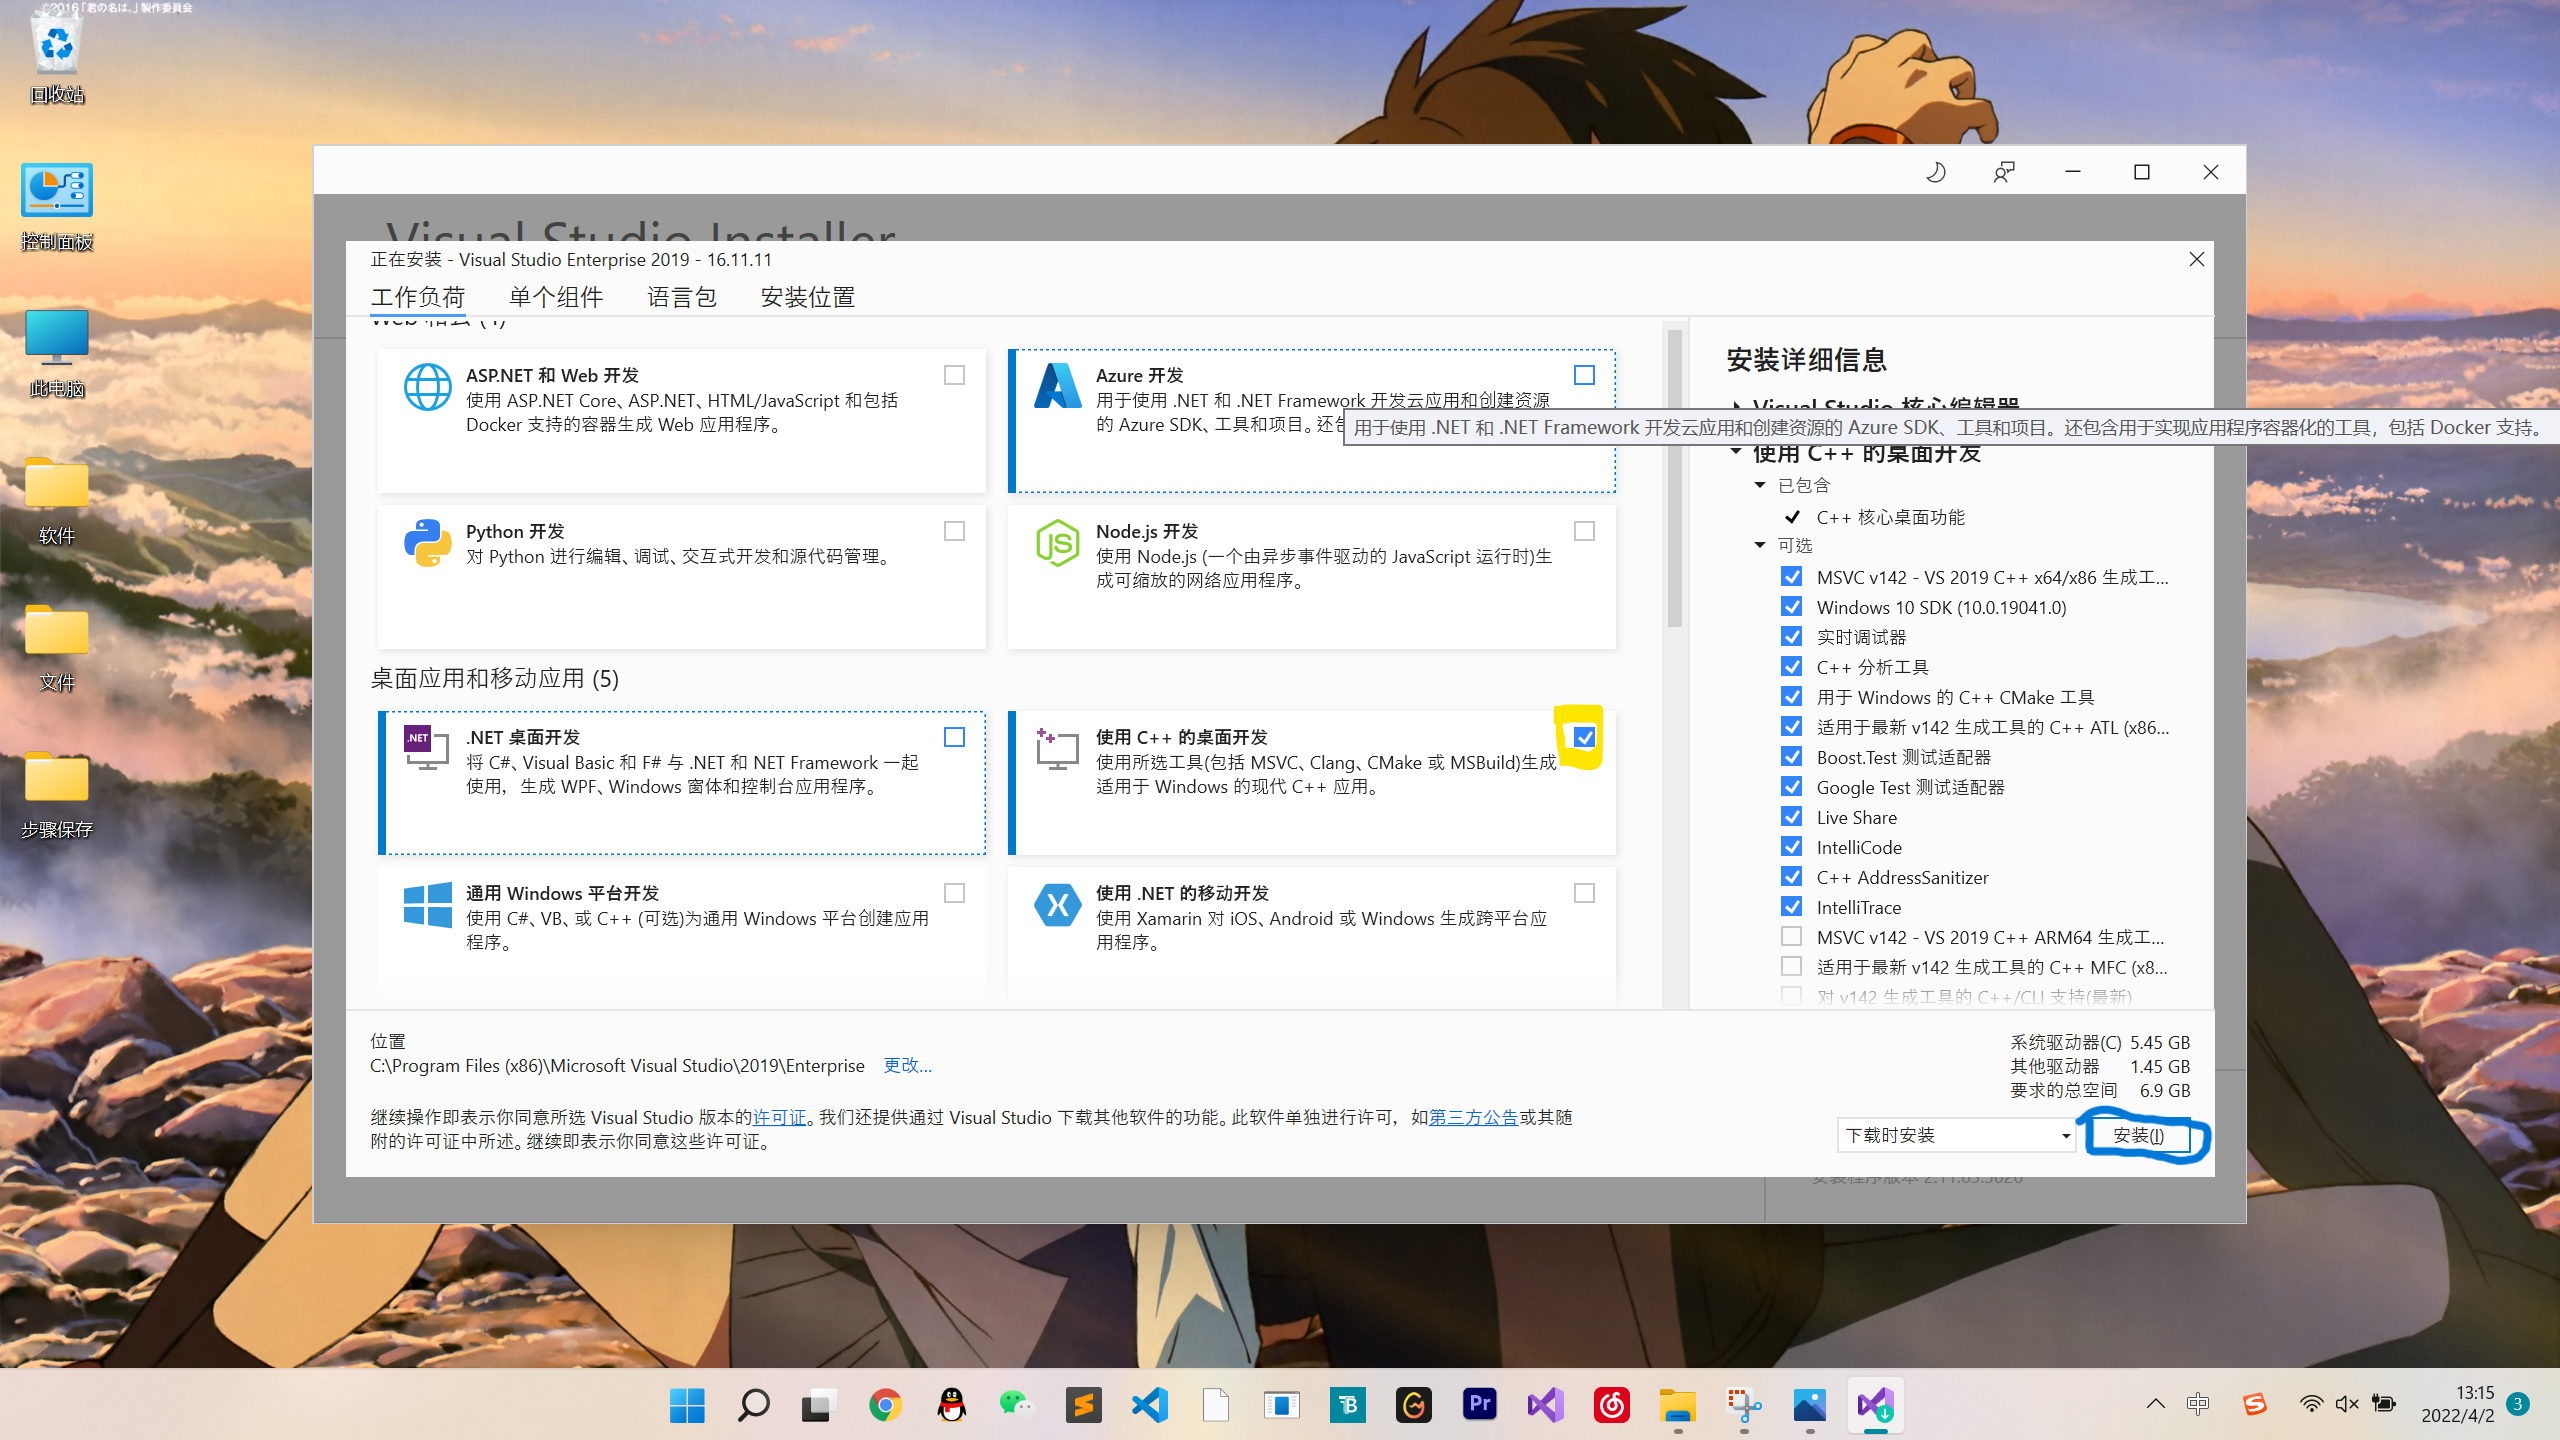 ©2016「君の名は。」製作委員会
回收站
控制面板
此电脑
软件
文件
步骤保存
Visual Studio Installer
正在安装 - Visual Studio Enterprise 2019 - 16.11.11
工作负荷 单个组件 语言包 安装位置
Web 和云 (4)
ASP.NET 和 Web 开发
使用 ASP.NET Core、ASP.NET、HTML/JavaScript 和包括
Docker 支持的容器生成 Web 应用程序。
Azure 开发
用于使用 .NET 和 .NET Framework 开发云应用和创建资源
的 Azure SDK、工具和项目。还包
用于使用 .NET 和 .NET Framework 开发云应用和创建资源的 Azure SDK、工具和项目。还包含用于实现应用程序容器化的工具，包括 Docker 支持。
Python 开发
对 Python 进行编辑、调试、交互式开发和源代码管理。
Node.js 开发
使用 Node.js (一个由异步事件驱动的 JavaScript 运行时)生
成可缩放的网络应用程序。
桌面应用和移动应用 (5)
.NET 桌面开发
将 C#、Visual Basic 和 F# 与 .NET 和 NET Framework 一起
使用，生成 WPF、Windows 窗体和控制台应用程序。
使用 C++ 的桌面开发
使用所选工具(包括 MSVC、Clang、CMake 或 MSBuild)生成
适用于 Windows 的现代 C++ 应用。
通用 Windows 平台开发
使用 C#、VB、或 C++ (可选)为通用 Windows 平台创建应用
程序。
使用 .NET 的移动开发
使用 Xamarin 对 iOS、Android 或 Windows 生成跨平台应
用程序。
安装详细信息
Visual Studio 核心编辑器
使用 C++ 的桌面开发
已包含
C++ 核心桌面功能
可选
MSVC v142 - VS 2019 C++ x64/x86 生成工...
Windows 10 SDK (10.0.19041.0)
实时调试器
C++ 分析工具
用于 Windows 的 C++ CMake 工具
适用于最新 v142 生成工具的 C++ ATL (x86...
Boost.Test 测试适配器
Google Test 测试适配器
Live Share
IntelliCode
C++ AddressSanitizer
IntelliTrace
MSVC v142 - VS 2019 C++ ARM64 生成工...
适用于最新 v142 生成工具的 C++ MFC (x8...
对 v142 生成工具的 C++/CLI 支持(最新)
位置
C:\Program Files (x86)\Microsoft Visual Studio\2019\Enterprise 更改...
继续操作即表示你同意所选 Visual Studio 版本的许可证。我们还提供通过 Visual Studio 下载其他软件的功能。此软件单独进行许可，如第三方公告或其随
附的许可证中所述。继续即表示你同意这些许可证。
系统驱动器(C) 5.45 GB
其他驱动器 1.45 GB
要求的总空间 6.9 GB
下载时安装
安装(I)
安装程序版本 2.11.63.3026
中
13:15
2022/4/2
3